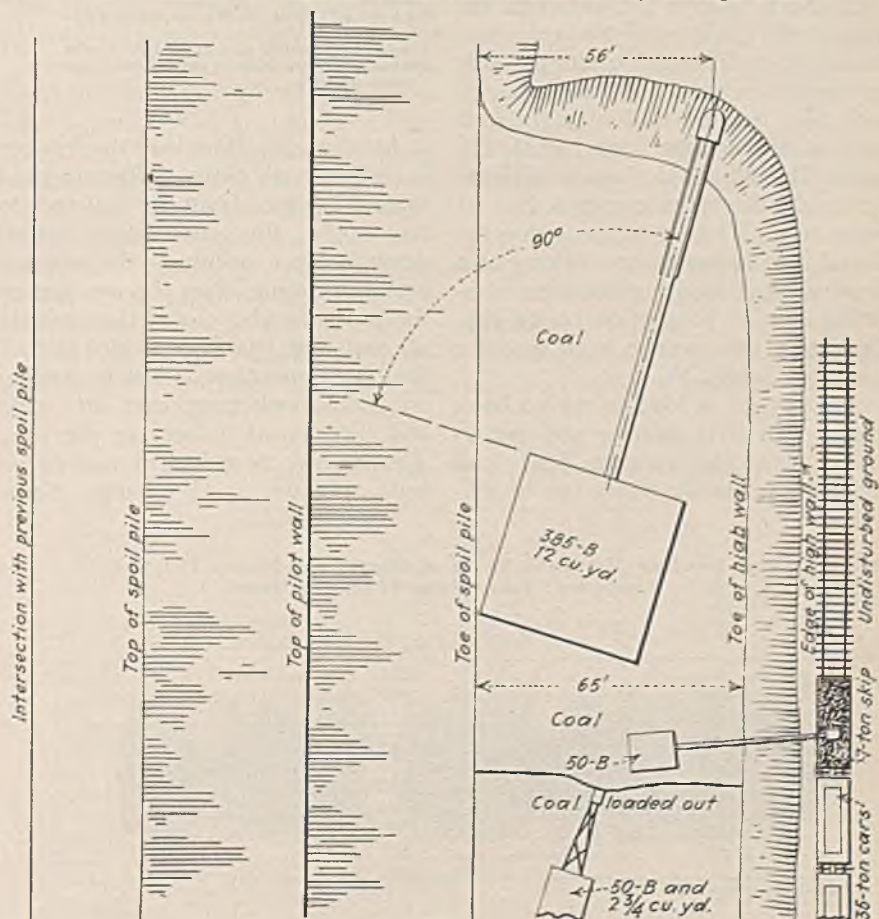 56'
90°
Coal
Intersection with previous spoil pile
Top of spoil pile
Top of pilot wall
Toe of spoil pile
385-B
12 cu. yd.
Toe of high wall
Edge of high wall
Undisturbed ground
65'
Coal
50-B
7-ton skip
Coal loaded out
50-B and
2¾ cu. yd.
36-ton cars